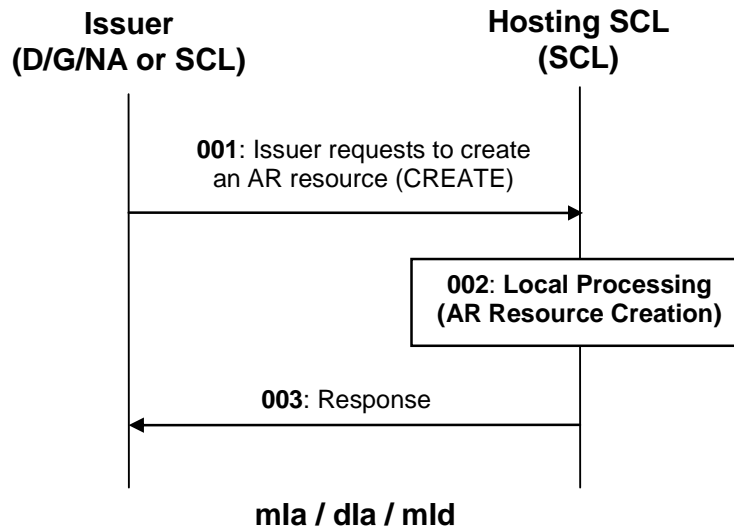 Issuer
(D/G/NA or SCL)
Hosting SCL
(SCL)
001: Issuer requests to create
an AR resource (CREATE)
002: Local Processing
(AR Resource Creation)
003: Response
mIa / dIa / mId